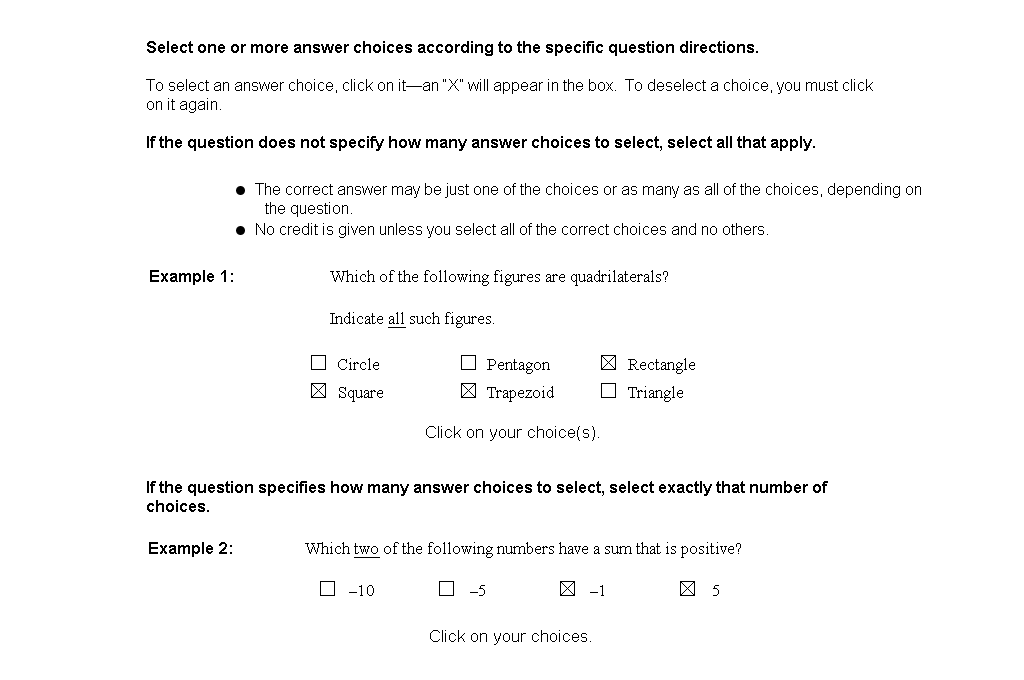 Select one or more answer choices according to the specific question directions.
To select an answer choice, click on it—an "X" will appear in the box. To deselect a choice, you must click
on it again.
If the question does not specify how many answer choices to select, select all that apply.
● The correct answer may be just one of the choices or as many as all of the choices, depending on
the question.
● No credit is given unless you select all of the correct choices and no others.
Example 1: Which of the following figures are quadrilaterals?
Indicate all such figures.
☐ Circle ☐ Pentagon ☒ Rectangle
☒ Square ☒ Trapezoid ☐ Triangle
Click on your choice(s).
If the question specifies how many answer choices to select, select exactly that number of
choices.
Example 2: Which two of the following numbers have a sum that is positive?
☐ –10 ☐ –5 ☒ –1 ☒ 5
Click on your choices.